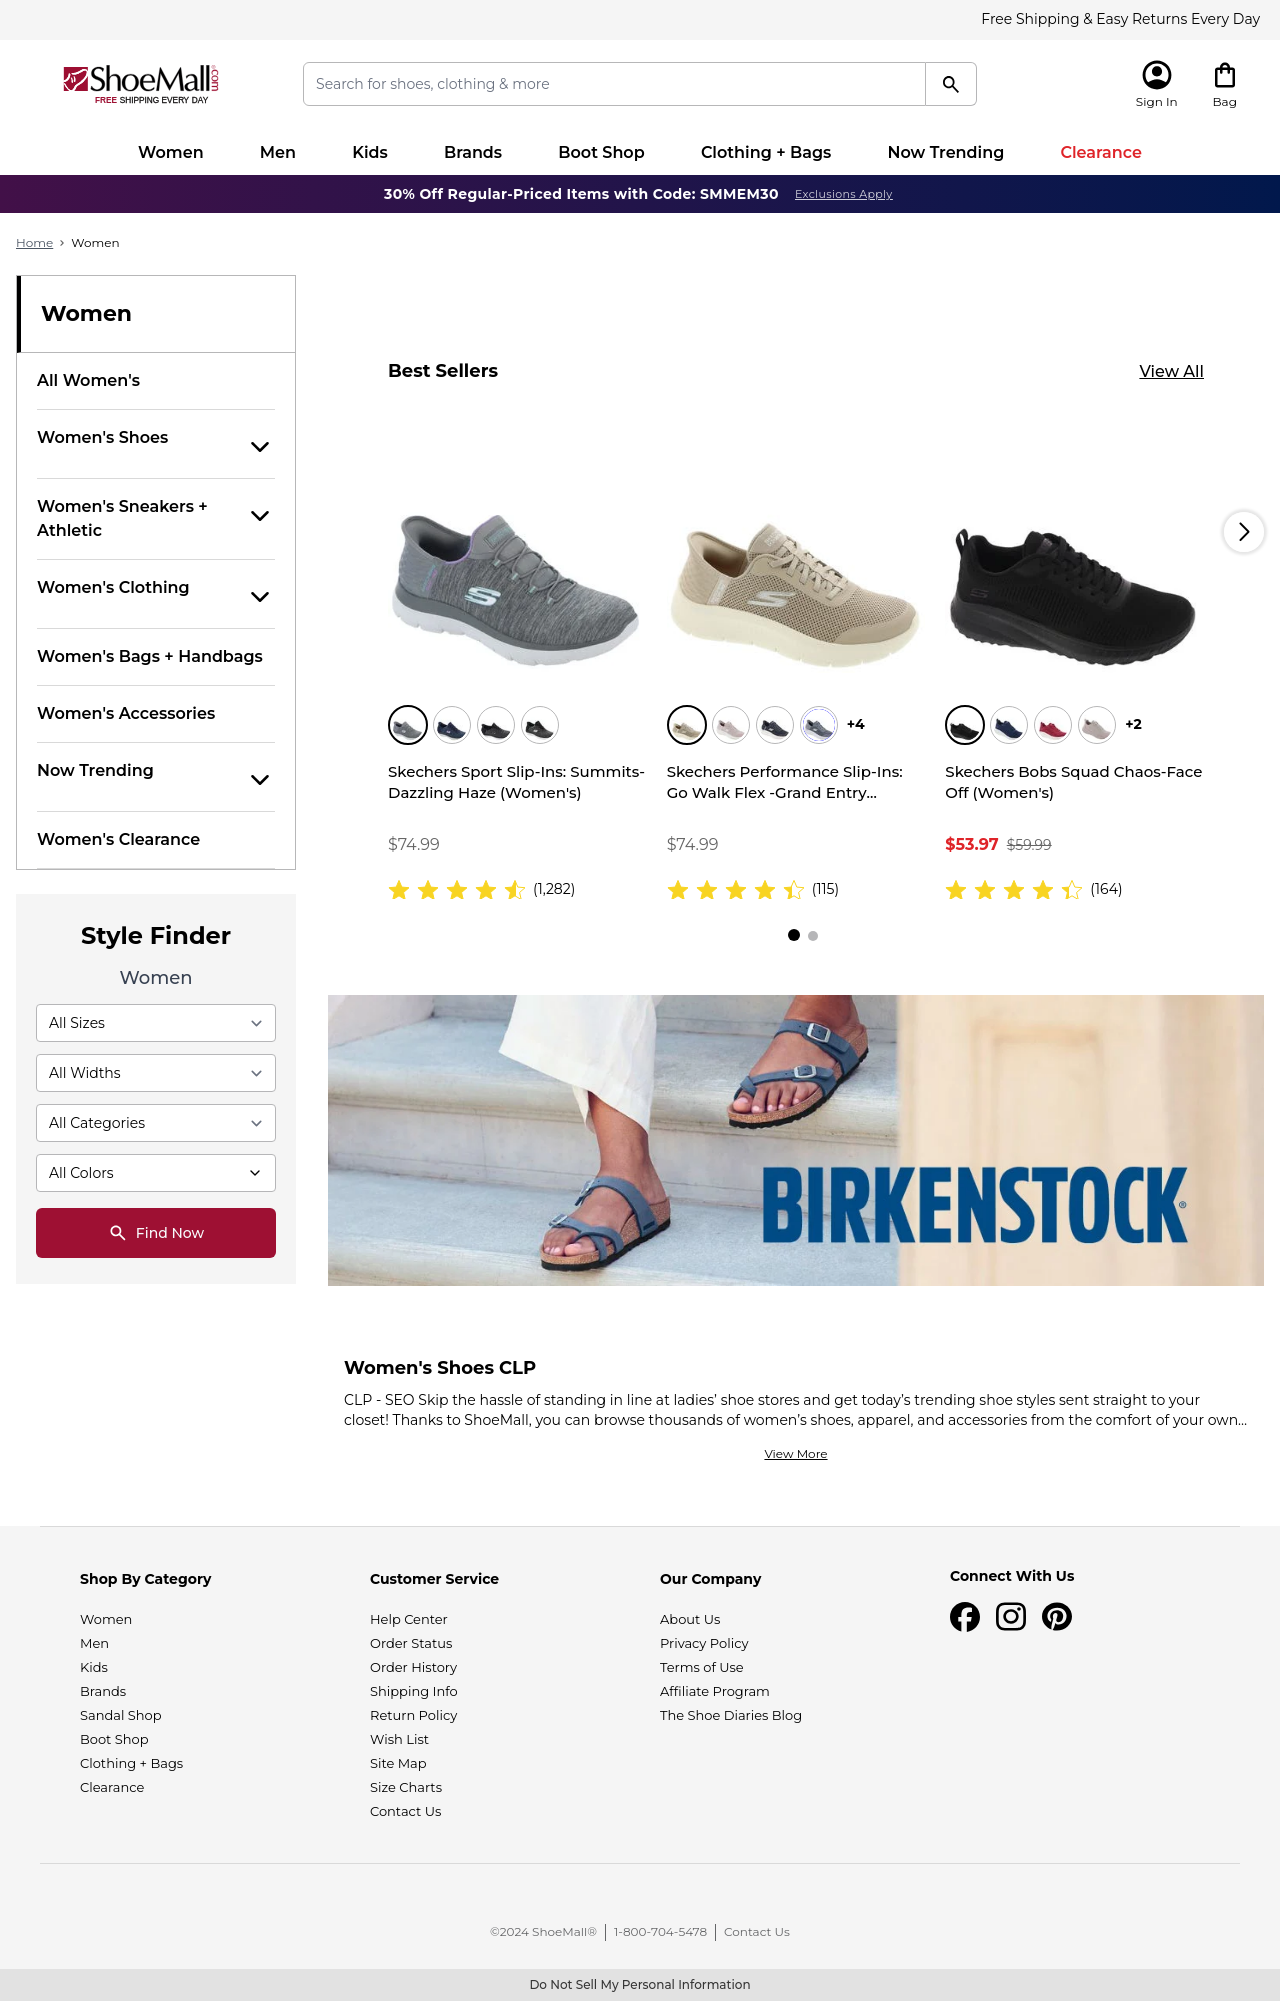 Free Shipping & Easy Returns Every Day
ShoeMall.com
FREE SHIPPING EVERY DAY
Search for shoes, clothing & more
Sign In
Bag
Women
Men
Kids
Brands
Boot Shop
Clothing + Bags
Now Trending
Clearance
30% Off Regular-Priced Items with Code: SMMEM30 Exclusions Apply
Home › Women
Women
All Women's
Women's Shoes
Women's Sneakers +
Athletic
Women's Clothing
Women's Bags + Handbags
Women's Accessories
Now Trending
Women's Clearance
Style Finder
Women
All Sizes
All Widths
All Categories
All Colors
Find Now
Best Sellers
View All
Skechers Sport Slip-Ins: Summits-
Dazzling Haze (Women's)
$74.99
(1,282)
+4
Skechers Performance Slip-Ins:
Go Walk Flex -Grand Entry...
$74.99
(115)
+2
Skechers Bobs Squad Chaos-Face
Off (Women's)
$53.97 $59.99
(164)
BIRKENSTOCK®
Women's Shoes CLP
CLP - SEO Skip the hassle of standing in line at ladies’ shoe stores and get today’s trending shoe styles sent straight to your
closet! Thanks to ShoeMall, you can browse thousands of women’s shoes, apparel, and accessories from the comfort of your own...
View More
Shop By Category
Women
Men
Kids
Brands
Sandal Shop
Boot Shop
Clothing + Bags
Clearance
Customer Service
Help Center
Order Status
Order History
Shipping Info
Return Policy
Wish List
Site Map
Size Charts
Contact Us
Our Company
About Us
Privacy Policy
Terms of Use
Affiliate Program
The Shoe Diaries Blog
Connect With Us
©2024 ShoeMall® | 1-800-704-5478 | Contact Us
Do Not Sell My Personal Information